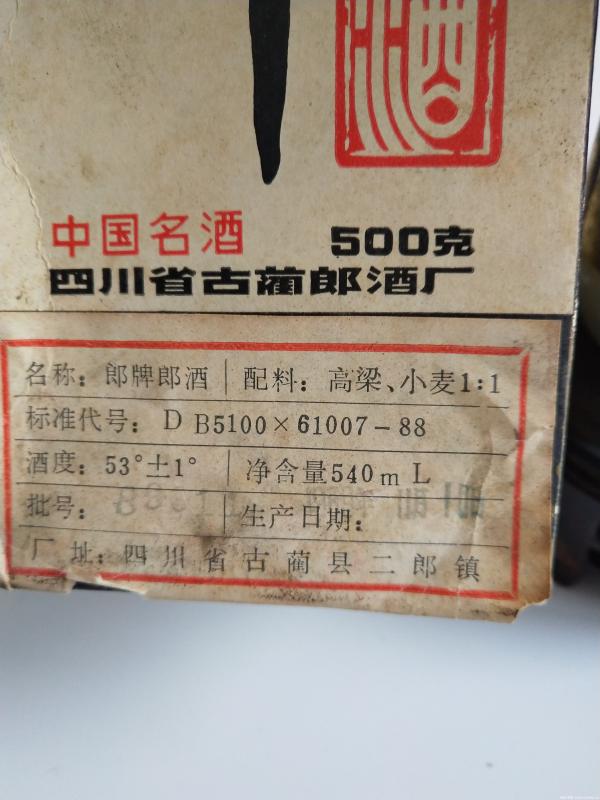 酒
中国名酒 500克
四川省古蔺郎酒厂
名称：郎牌郎酒 配料：高梁、小麦1:1
标准代号：D B5100×61007-88
酒度：53°土1° 净含量540mL
批号： 生产日期：
厂址：四川省古蔺县二郎镇